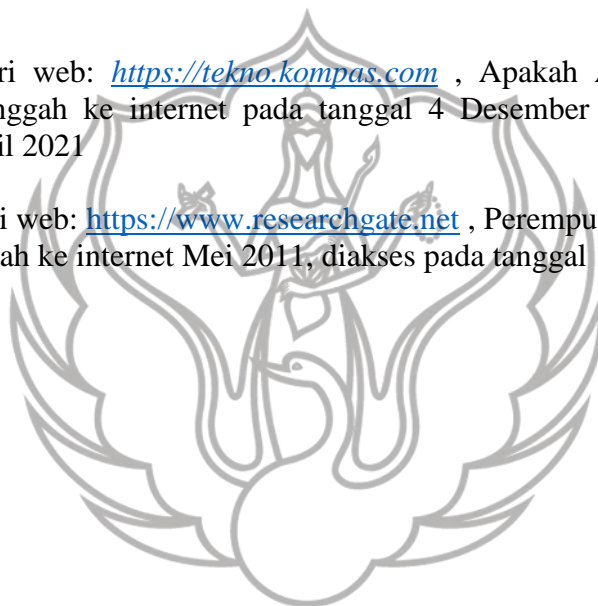 ri web: https://tekno.kompas.com , Apakah A
nggah ke internet pada tanggal 4 Desember
il 2021
i web: https://www.researchgate.net , Perempu
ah ke internet Mei 2011, diakses pada tanggal